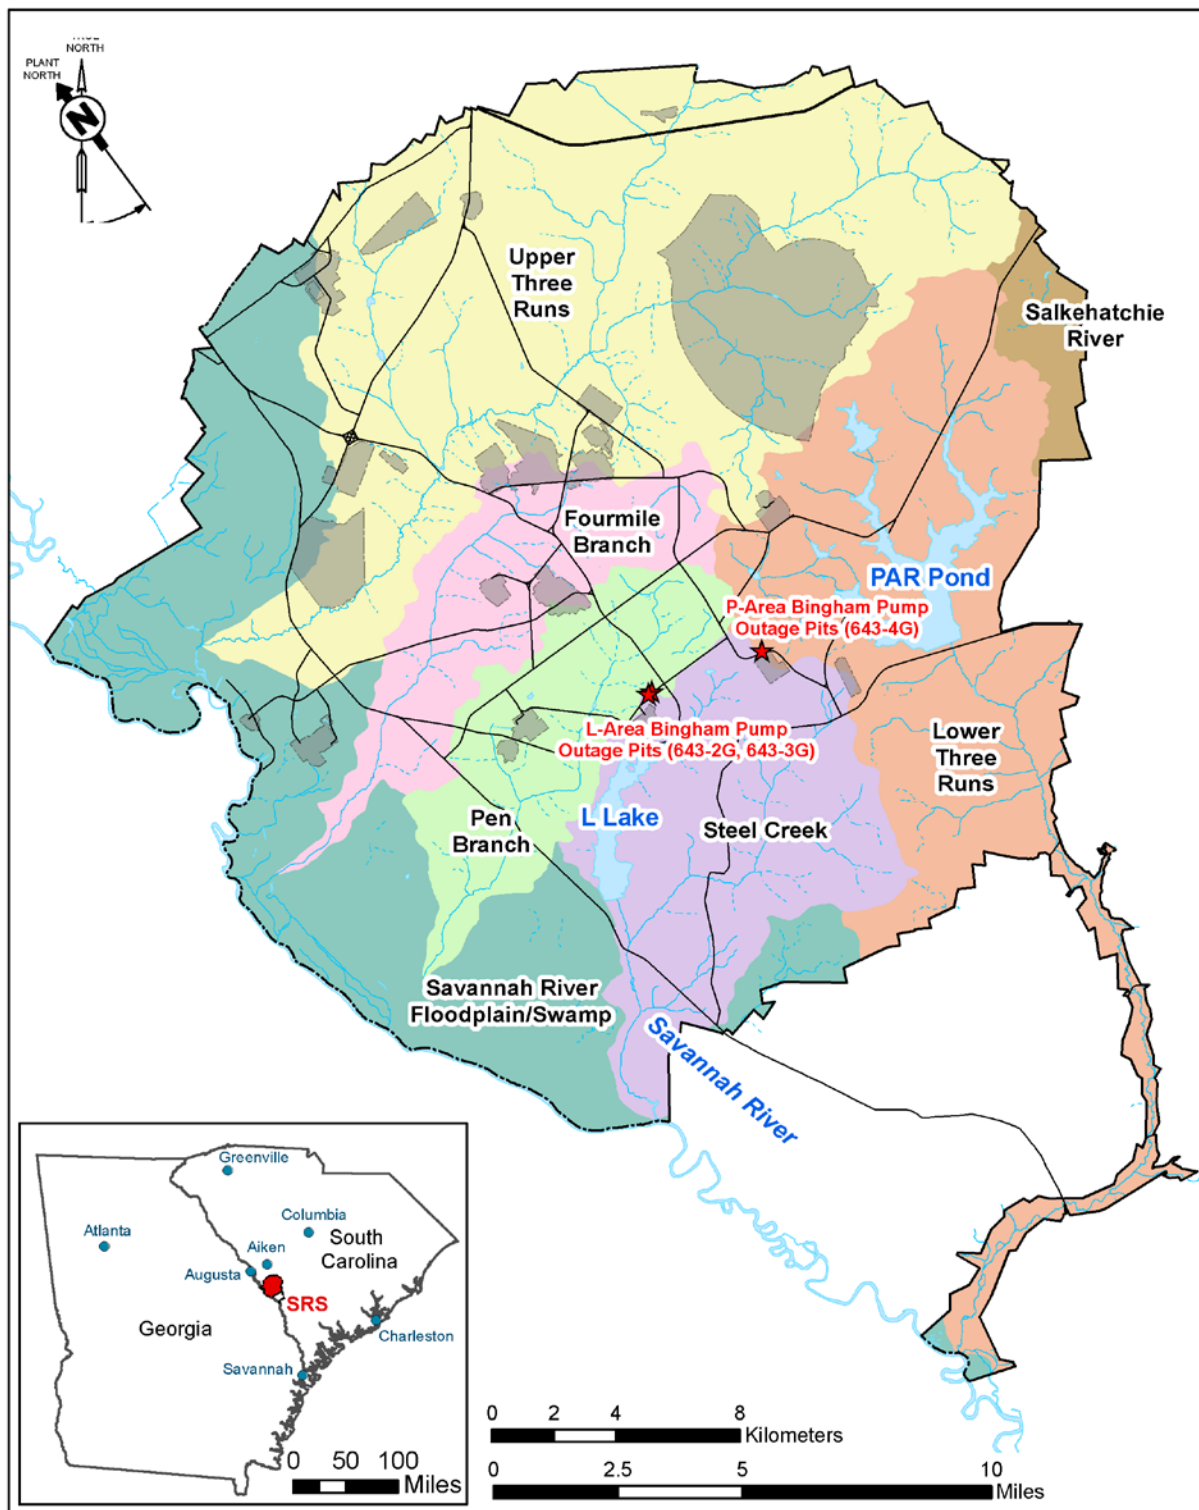 NORTH
PLANT
NORTH
N
Upper
Three
Runs
Salkehatchie
River
Fourmile
Branch
PAR Pond
P-Area Bingham Pump
Outage Pits (643-4G)
L-Area Bingham Pump
Outage Pits (643-2G, 643-3G)
Lower
Three
Runs
L Lake
Pen
Branch
Steel Creek
Savannah River
Floodplain/Swamp
Savannah River
Greenville
Atlanta
Columbia
South
Carolina
Aiken
Augusta
SRS
Georgia
Charleston
Savannah
0 50 100
Miles
0 2 4 8
Kilometers
0 2.5 5 10
Miles